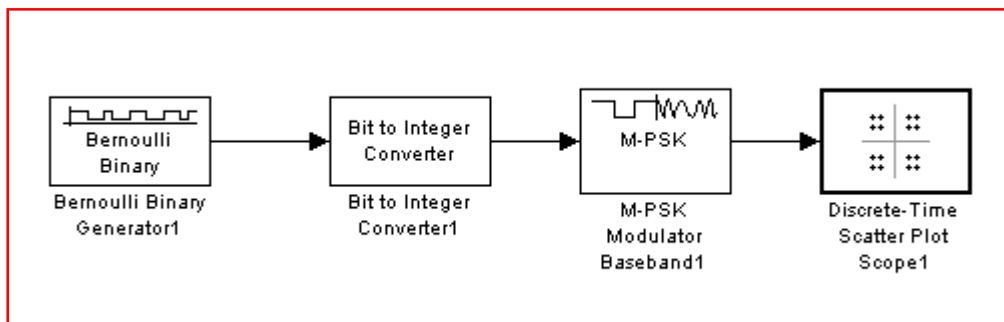 Bernoulli
Binary
Bernoulli Binary
Generator1
Bit to Integer
Converter
Bit to Integer
Converter1
M-PSK
M-PSK
Modulator
Baseband1
Discrete-Time
Scatter Plot
Scope1